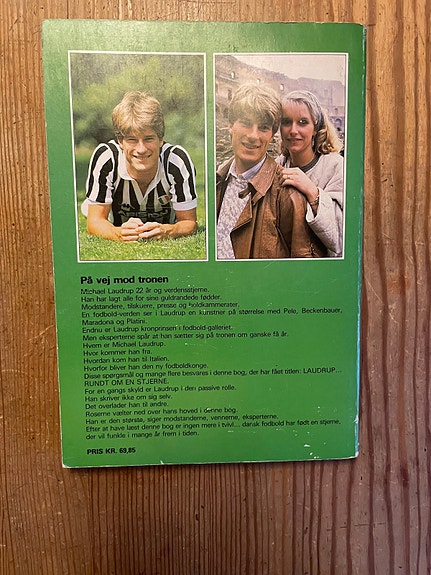 På vej mod tronen
Michael Laudrup 22 år og verdensstjerne.
Han har lagt alle for sine guldrandede fødder.
Modstandere, tilskuere, presse og holdkammerater.
En fodbold-verden ser i Laudrup en kunstner på størrelse med Pele, Beckenbauer,
Maradona og Platini.
Endnu er Laudrup kronprinsen i fodbold-galleriet.
Men eksperterne spår at han sætter sig på tronen om ganske få år.
Hvem er Michael Laudrup.
Hvor kommer han fra.
Hvordan kom han til Italien.
Hvorfor bliver han den ny fodboldkonge.
Disse spørgsmål og mange flere besvares i denne bog, der har fået titlen: LAUDRUP...
RUNDT OM EN STJERNE.
For en gangs skyld er Laudrup i den passive rolle.
Han skriver ikke om sig selv.
Det overlader han til andre.
Roserne vælter ned over hans hoved i denne bog.
Han er den største, siger modstanderne, vennerne, eksperterne.
Efter at have læst denne bog er ingen mere i tvivl... dansk fodbold har født en stjerne,
der vil funkle i mange år frem i tiden.
PRIS KR. 69,85